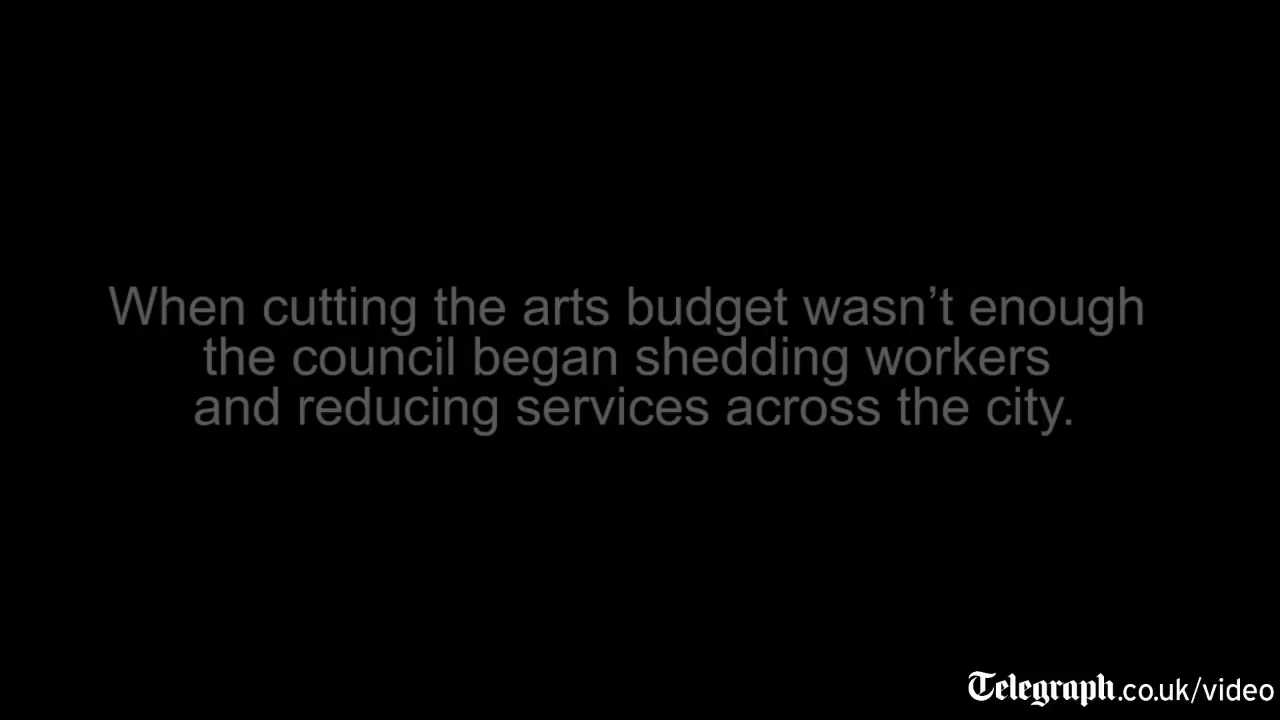 When cutting the arts budget wasn’t enough
the council began shedding workers
and reducing services across the city.
Telegraph.co.uk/video